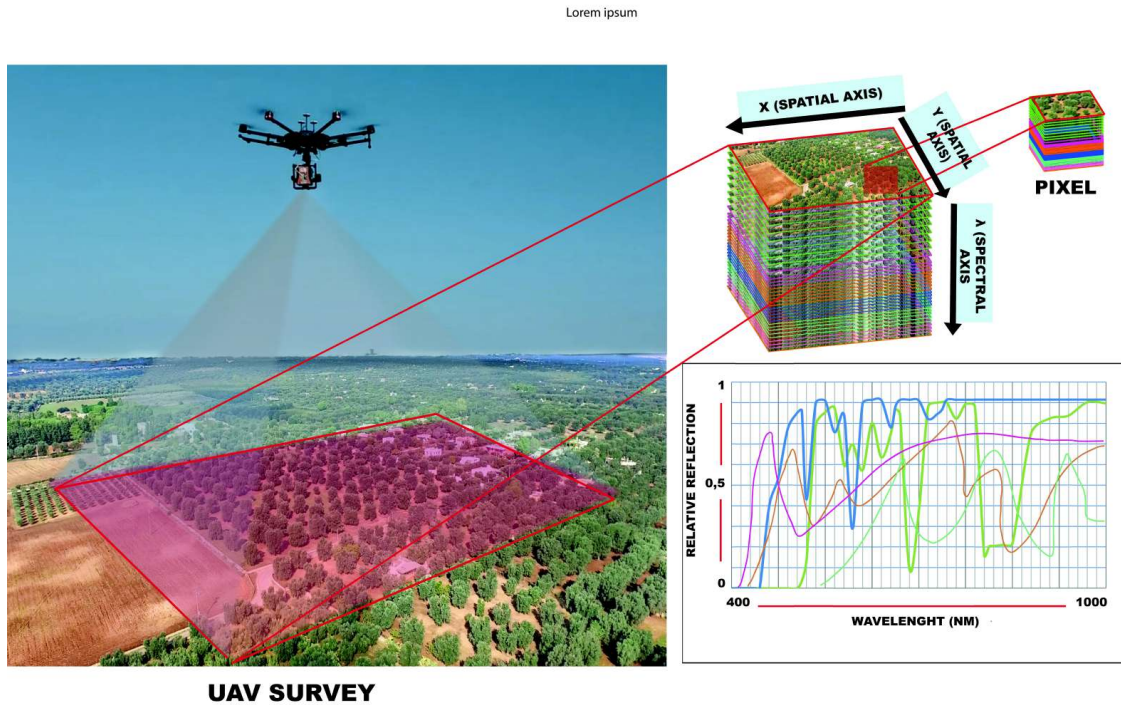 Lorem ipsum
X (SPATIAL AXIS)
Y (SPATIAL
AXIS)
PIXEL
λ (SPECTRAL
AXIS
1
0,5
0
RELATIVE REFLECTION
400
1000
WAVELENGHT (NM)
UAV SURVEY